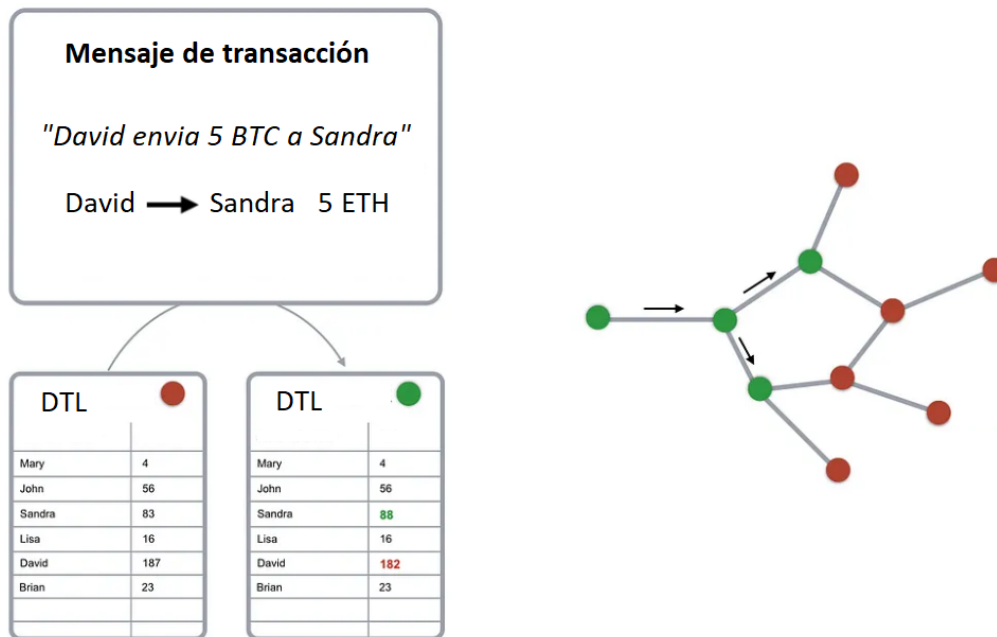 Mensaje de transacción
"David envia 5 BTC a Sandra"
David Sandra 5 ETH
DTL
Mary 4
John 56
Sandra 83
Lisa 16
David 187
Brian 23
DTL
Mary 4
John 56
Sandra 88
Lisa 16
David 182
Brian 23